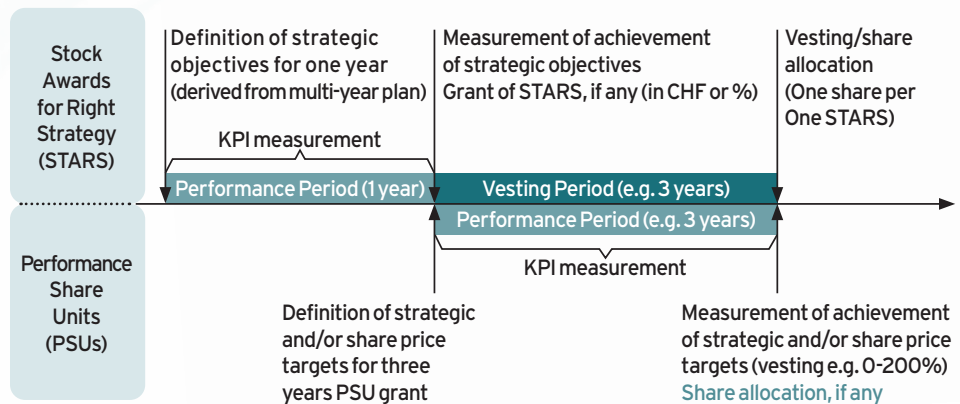 Stock
Awards
for Right
Strategy
(STARS)
Definition of strategic
objectives for one year
(derived from multi-year plan)
Measurement of achievement
of strategic objectives
Grant of STARS, if any (in CHF or %)
Vesting/share
allocation
(One share per
One STARS)
KPI measurement
Performance Period (1 year)
Vesting Period (e.g. 3 years)
Performance Period (e.g. 3 years)
KPI measurement
Performance
Share
Units
(PSUs)
Definition of strategic
and/or share price
targets for three
years PSU grant
Measurement of achievement
of strategic and/or share price
targets (vesting e.g. 0-200%)
Share allocation, if any